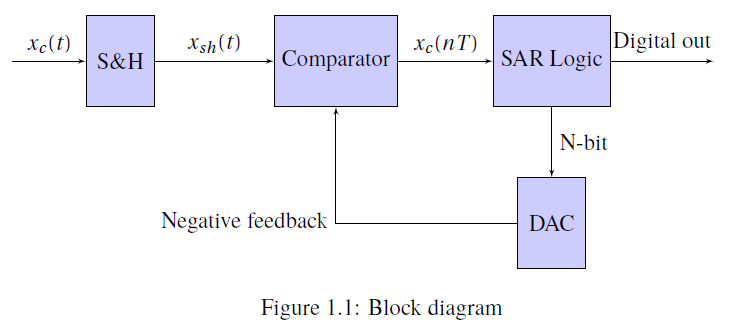 x_c(t)
S&H
x_sh(t)
Comparator
x_c(nT)
SAR Logic
Digital out
N-bit
Negative feedback
DAC
Figure 1.1: Block diagram